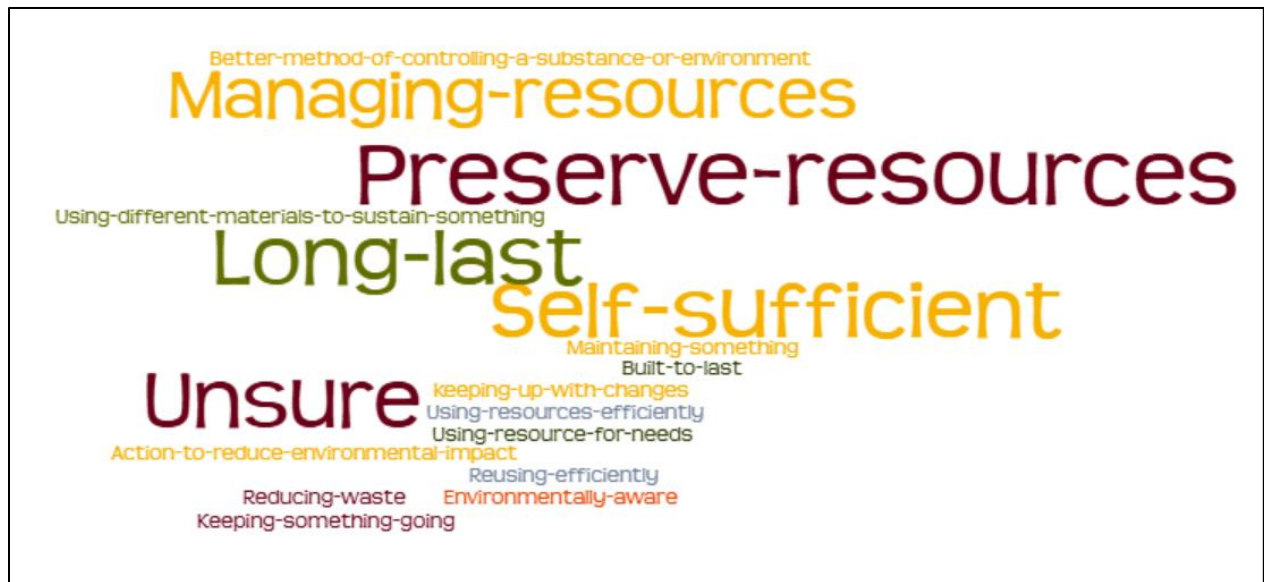 Better-method-of-controlling-a-substance-or-environment
Managing-resources
Preserve-resources
Using-different-materials-to-sustain-something
Long-last
Self-sufficient
Maintaining-something
Built-to-last
Unsure
keeping-up-with-changes
Using-resources-efficiently
Using-resource-for-needs
Action-to-reduce-environmental-impact
Reusing-efficiently
Reducing-waste
Environmentally-aware
Keeping-something-going